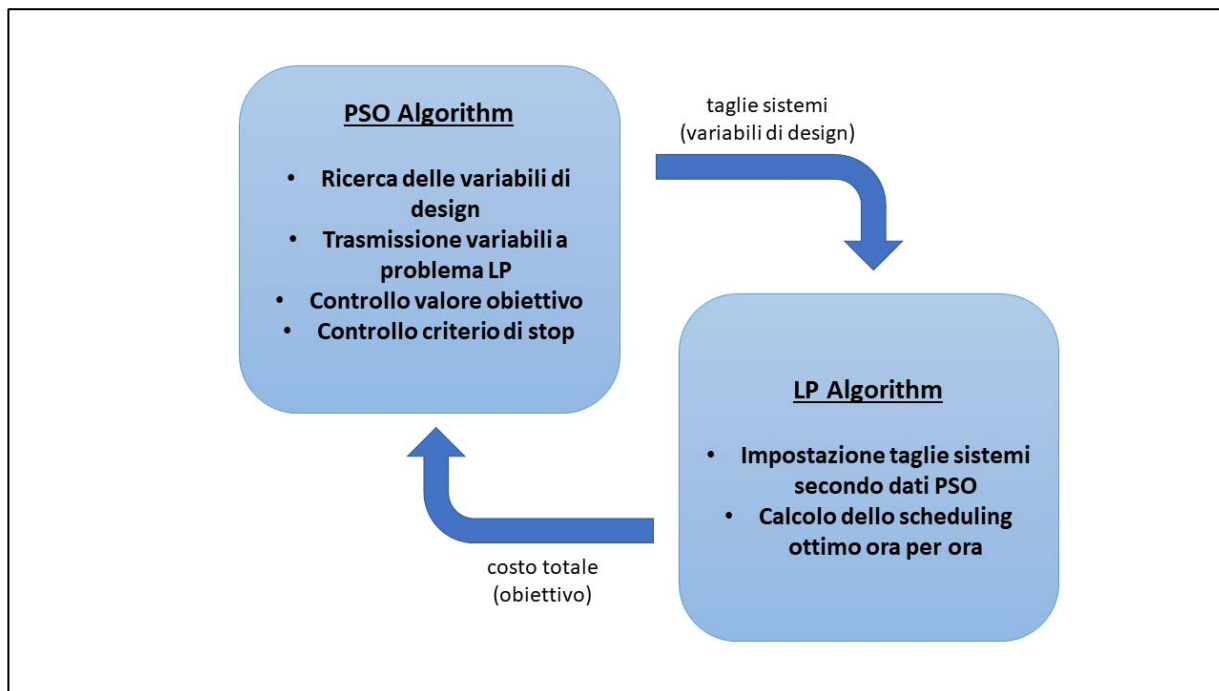 PSO Algorithm
• Ricerca delle variabili di
design
• Trasmissione variabili a
problema LP
• Controllo valore obiettivo
• Controllo criterio di stop
taglie sistemi
(variabili di design)
LP Algorithm
• Impostazione taglie sistemi
secondo dati PSO
• Calcolo dello scheduling
ottimo ora per ora
costo totale
(obiettivo)